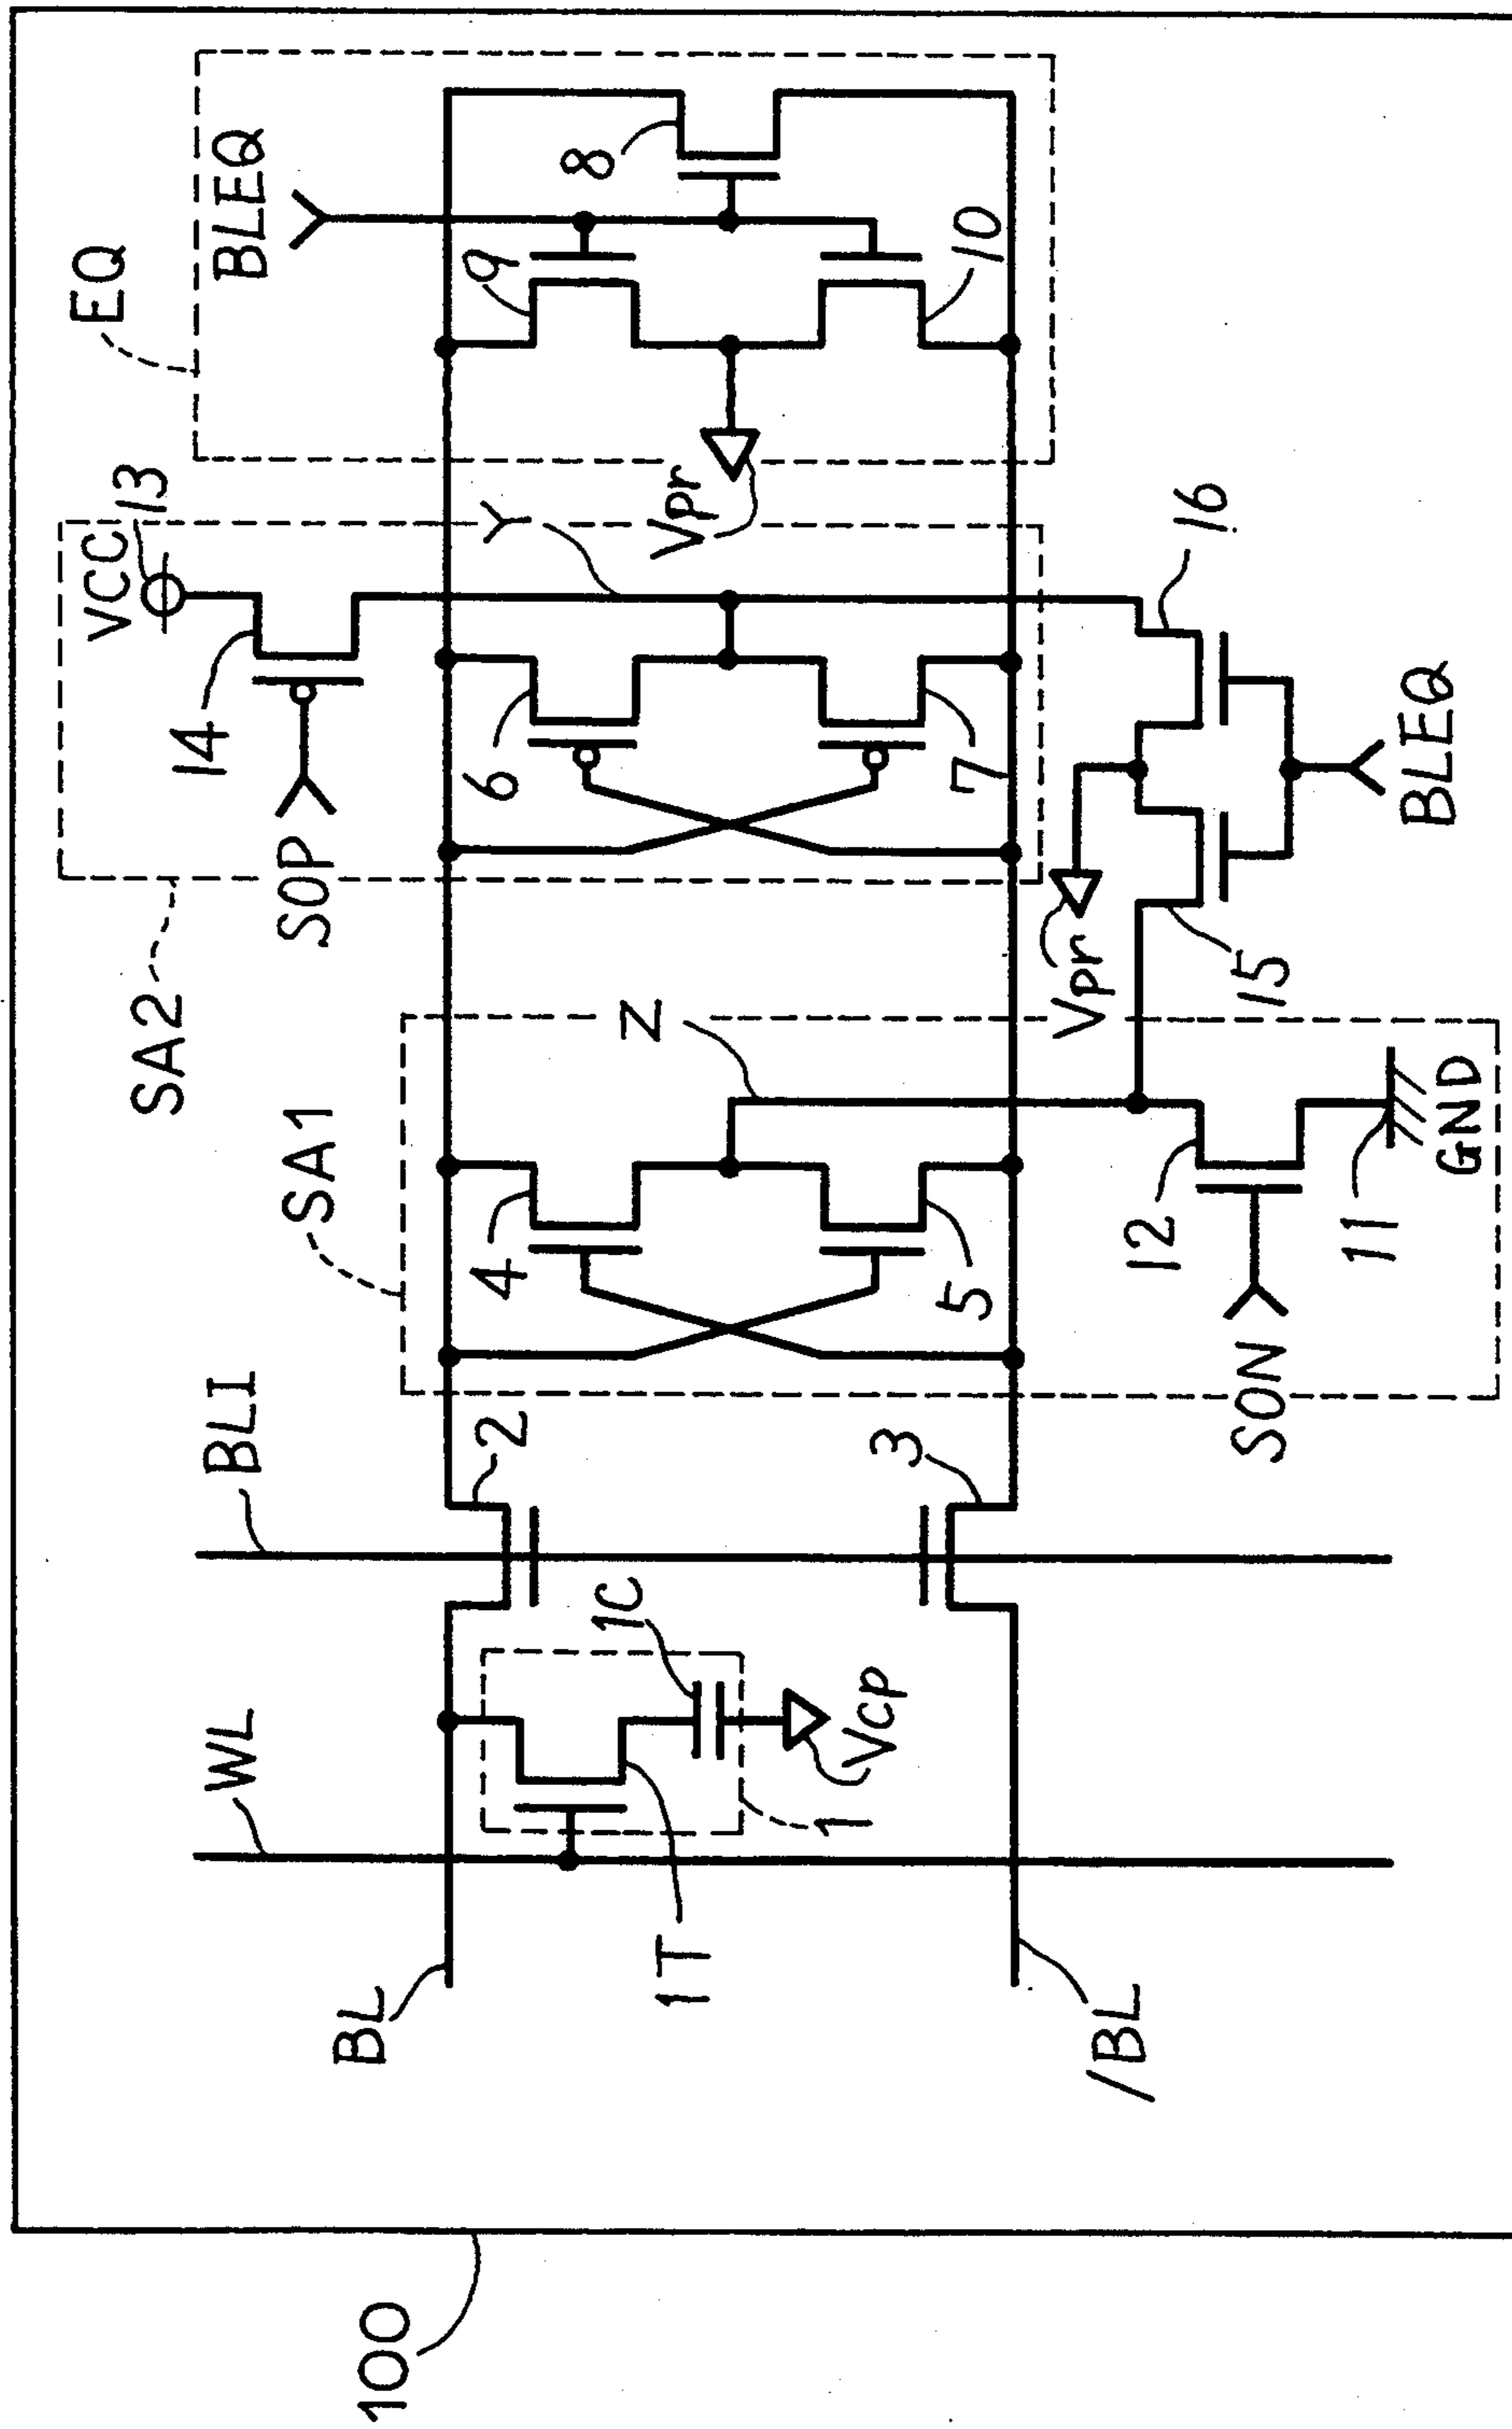 100
BL
/BL
WL
1T
1
1C
Vcp
BLI
2
3
SA1
4
5
Z
SON
12
11
GND
SA2
SOP
14
VCC
13
6
7
Y
Vpr
Vpr
15
16
BLEQ
EQ
BLEQ
9
8
10